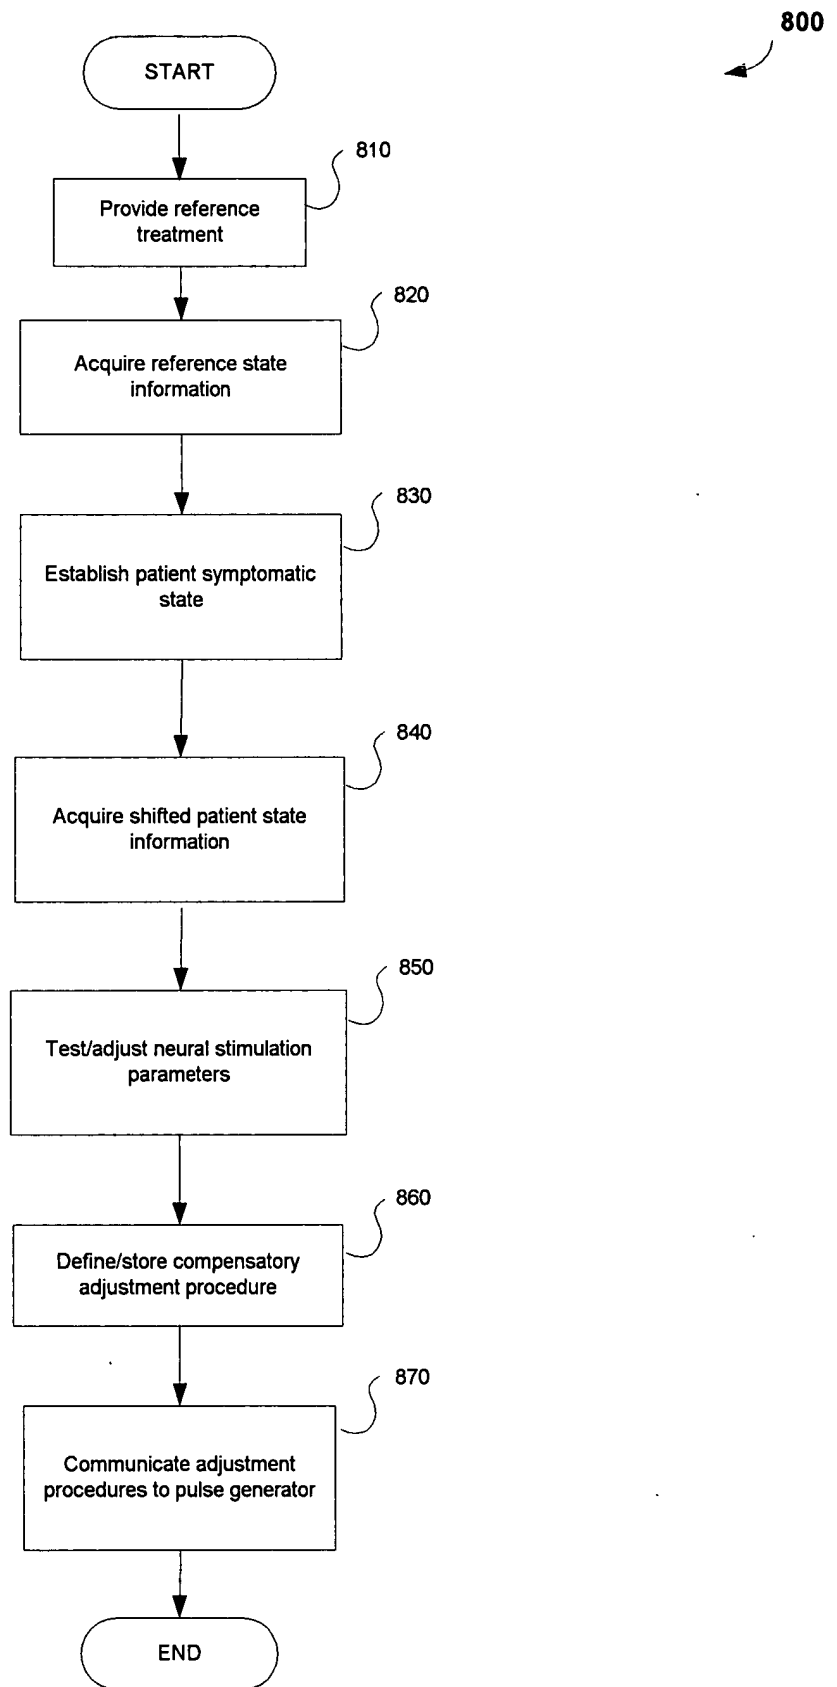 800
START
810
Provide reference
treatment
820
Acquire reference state
information
830
Establish patient symptomatic
state
840
Acquire shifted patient state
information
850
Test/adjust neural stimulation
parameters
860
Define/store compensatory
adjustment procedure
870
Communicate adjustment
procedures to pulse generator
END